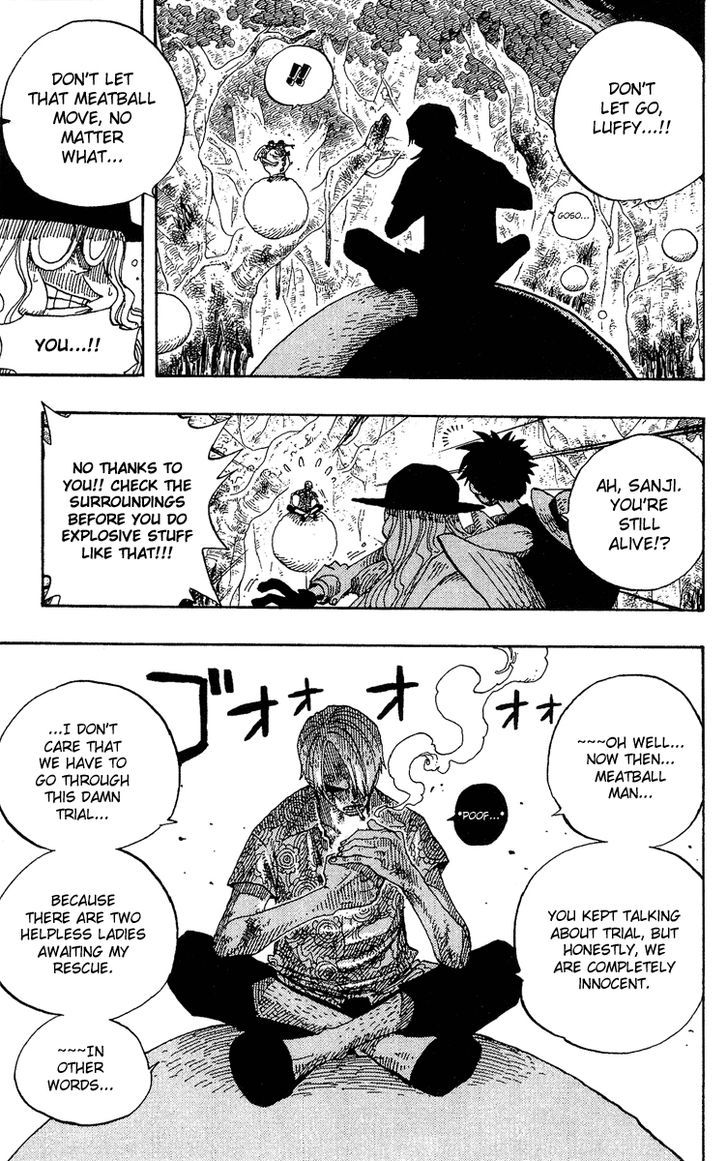 DON'T
LET GO,
LUFFY...!!
GOSO...
!!
DON'T LET
THAT MEATBALL
MOVE, NO
MATTER
WHAT...
YOU...!!
AH, SANJI.
YOU'RE
STILL
ALIVE!?
NO THANKS TO
YOU!! CHECK THE
SURROUNDINGS
BEFORE YOU DO
EXPLOSIVE STUFF
LIKE THAT!!!
~~~OH WELL...
NOW THEN...
MEATBALL
MAN...
*POOF...*
YOU KEPT TALKING
ABOUT TRIAL, BUT
HONESTLY, WE
ARE COMPLETELY
INNOCENT.
ゴオオオオオ
...I DON'T
CARE THAT
WE HAVE TO
GO THROUGH
THIS DAMN
TRIAL...
BECAUSE
THERE ARE TWO
HELPLESS LADIES
AWAITING MY
RESCUE.
~~~IN
OTHER
WORDS...